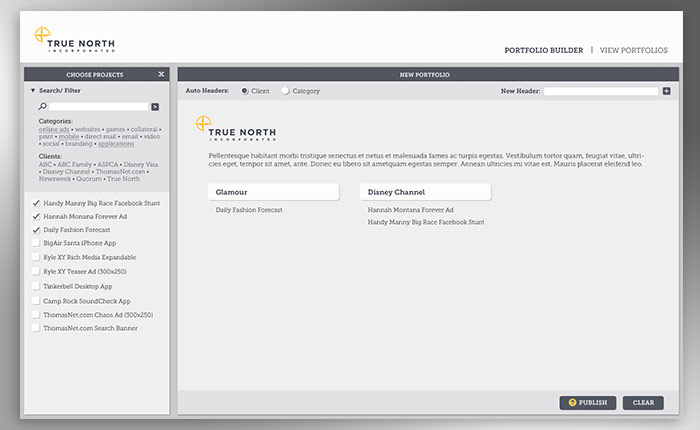 TRUE NORTH
INCORPORATED
PORTFOLIO BUILDER | VIEW PORTFOLIOS
CHOOSE PROJECTS X
Search/ Filter
Categories:
online ads • websites • games • collateral •
print • mobile • direct mail • email • video
• social • branding • applications
Clients:
ABC • ABC Family • ASPCA • Disney Visa
• Disney Channel • ThomasNet.com •
Newsweek • Quorum • True North
Handy Manny Big Race Facebook Stunt
Hannah Monana Forever Ad
Daily Fashion Forecast
BigAir Santa iPhone App
Kyle XY Rich Media Expandable
Kyle XY Teaser Ad (300x250)
Tinkerbell Desktop App
Camp Rock SoundCheck App
ThomasNet.com Chaos Ad (300x250)
ThomasNet.com Search Banner
NEW PORTFOLIO
Auto Headers: Client Category New Header:
TRUE NORTH
INCORPORATED
Pellentesque habitant morbi tristique senectus et netus et malesuada fames ac turpis egestas. Vestibulum tortor quam, feugiat vitae, ultri-
cies eget, tempor sit amet, ante. Donec eu libero sit ametquam egestas semper. Aenean ultricies mi vitae est. Mauris placerat eleifend leo.
Glamour Disney Channel
Daily Fashion Forecast Hannah Montana Forever Ad
Handy Manny Big Race Facebook Stunt
? PUBLISH CLEAR